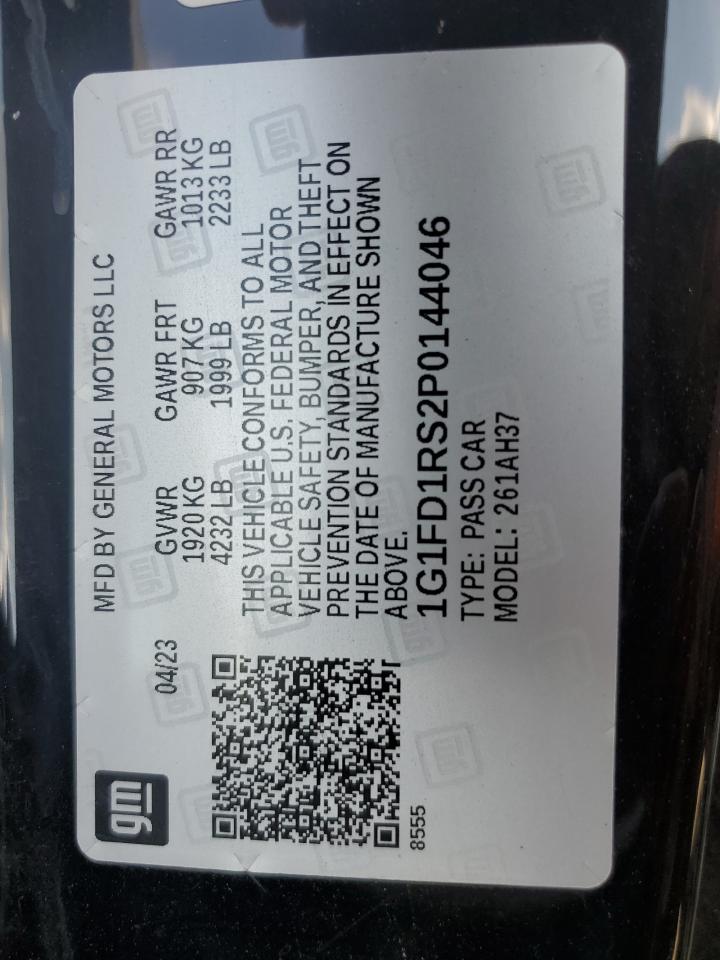 gm
MFD BY GENERAL MOTORS LLC
04/23 GVWR GAWR FRT GAWR RR
1920 KG 907 KG 1013 KG
4232 LB 1999 LB 2233 LB
THIS VEHICLE CONFORMS TO ALL
APPLICABLE U.S. FEDERAL MOTOR
VEHICLE SAFETY, BUMPER, AND THEFT
PREVENTION STANDARDS IN EFFECT ON
THE DATE OF MANUFACTURE SHOWN
ABOVE.
8555
1G1FD1RS2P0144046
TYPE: PASS CAR
MODEL: 261AH37